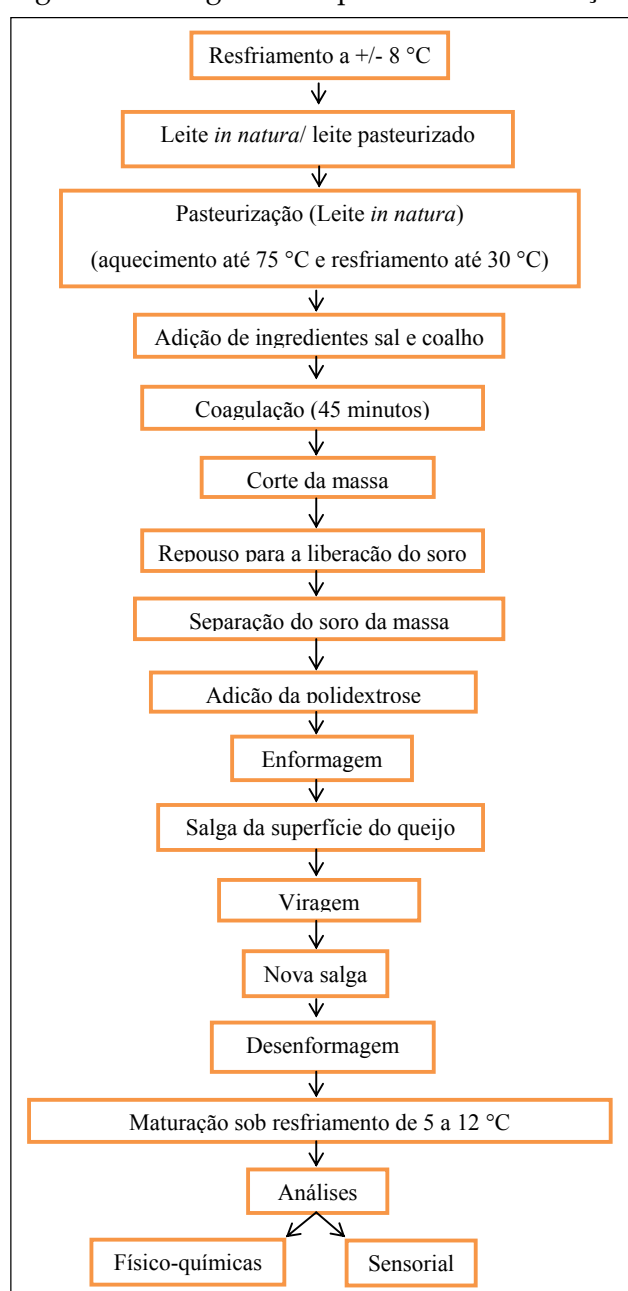 Resfriamento a +/- 8 °C
Leite in natura/ leite pasteurizado
Pasteurização (Leite in natura)
(aquecimento até 75 °C e resfriamento até 30 °C)
Adição de ingredientes sal e coalho
Coagulação (45 minutos)
Corte da massa
Repouso para a liberação do soro
Separação do soro da massa
Adição da polidextrose
Enformagem
Salga da superfície do queijo
Viragem
Nova salga
Desenformagem
Maturação sob resfriamento de 5 a 12 °C
Análises
Físico-químicas
Sensorial